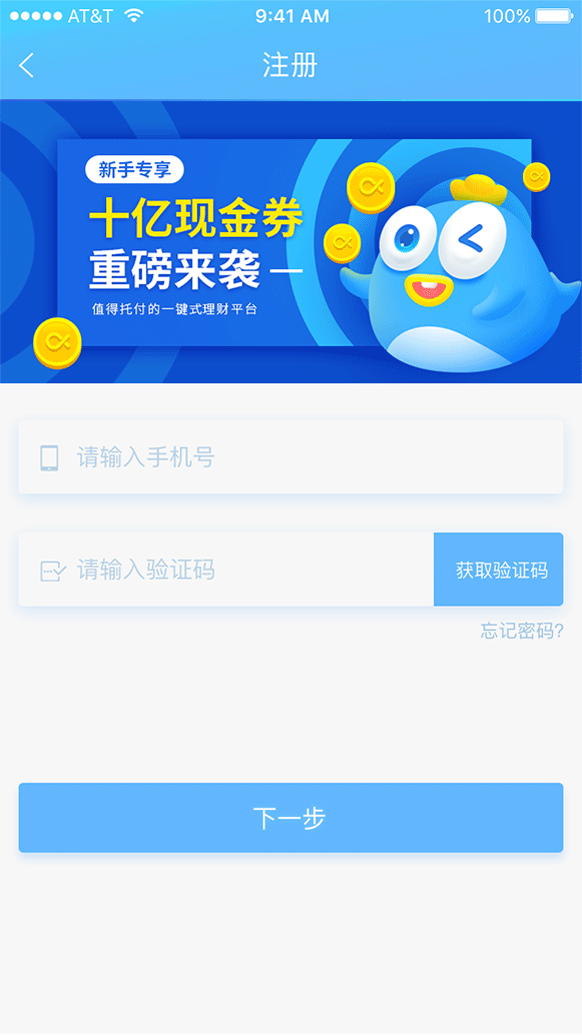 AT&T 9:41 AM 100%
注册
新手专享
十亿现金券
重磅来袭一
值得托付的一键式理财平台
请输入手机号
请输入验证码 获取验证码
忘记密码?
下一步